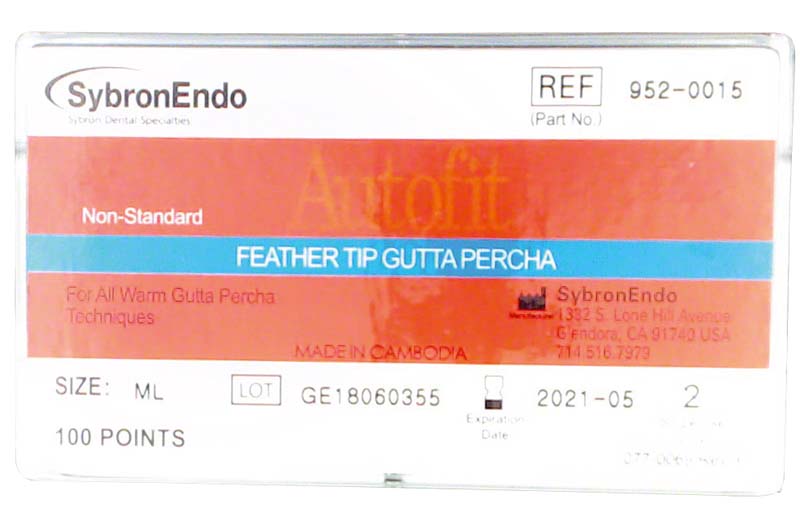 SybronEndo
Sybron Dental Specialties
REF 952-0015
(Part No.)
Autofit
Non-Standard
FEATHER TIP GUTTA PERCHA
For All Warm Gutta Percha
Techniques
Manufacturer
SybronEndo
1332 S. Lone Hill Avenue
Glendora, CA 91740 USA
714.516.7979
MADE IN CAMBODIA
SIZE: ML
LOT GE18060355
Expiration
Date
2021-05
2
100 POINTS